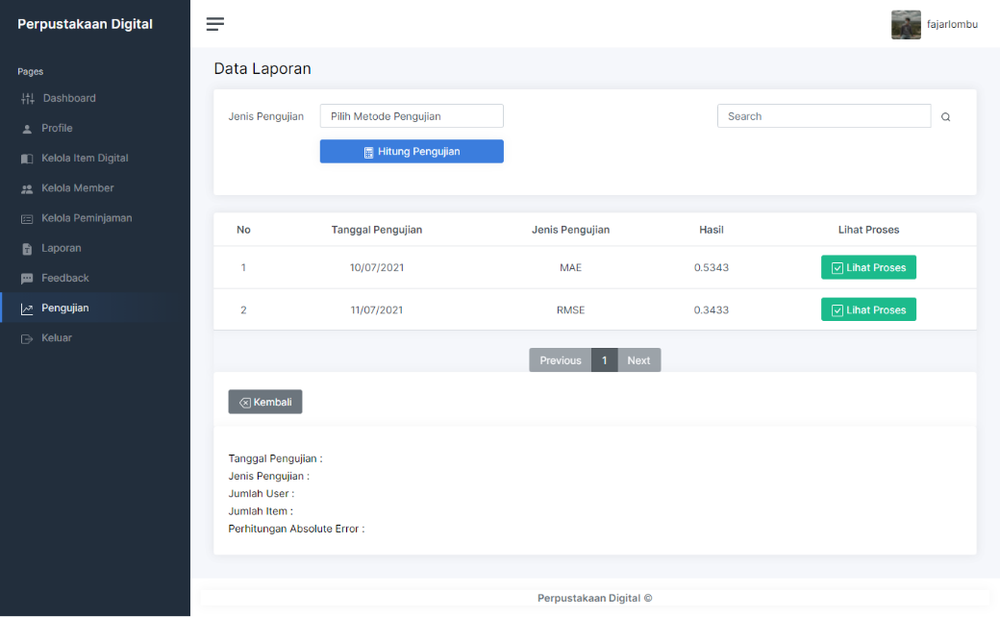 Perpustakaan Digital
fajarlombu
Pages
Dashboard
Profile
Kelola Item Digital
Kelola Member
Kelola Peminjaman
Laporan
Feedback
Pengujian
Keluar
Data Laporan
Jenis Pengujian Pilih Metode Pengujian Search
Hitung Pengujian
No Tanggal Pengujian Jenis Pengujian Hasil Lihat Proses
1 10/07/2021 MAE 0.5343 Lihat Proses
2 11/07/2021 RMSE 0.3433 Lihat Proses
Previous 1 Next
Kembali
Tanggal Pengujian :
Jenis Pengujian :
Jumlah User :
Jumlah Item :
Perhitungan Absolute Error :
Perpustakaan Digital ©